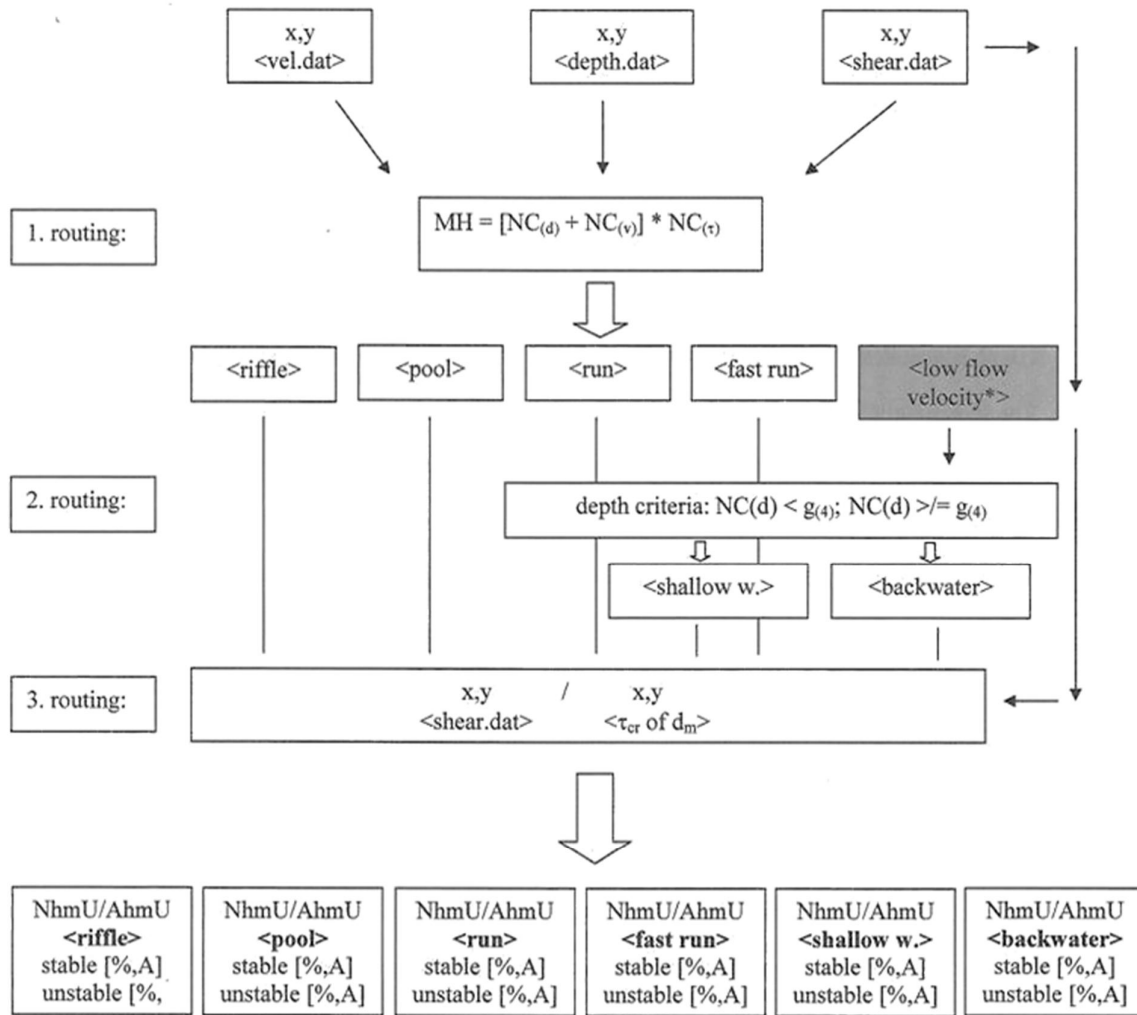 x,y
<vel.dat>
x,y
<depth.dat>
x,y
<shear.dat>
1. routing:
MH = [NC(d) + NC(v)] * NC(τ)
<riffle>
<pool>
<run>
<fast run>
<low flow
velocity*>
2. routing:
depth criteria: NC(d) < g(4); NC(d) >/= g(4)
<shallow w.>
<backwater>
3. routing:
x,y / x,y
<shear.dat> <τcr of dm>
NhmU/AhmU
<riffle>
stable [%,A]
unstable [%,
NhmU/AhmU
<pool>
stable [%,A]
unstable [%,A]
NhmU/AhmU
<run>
stable [%,A]
unstable [%,A]
NhmU/AhmU
<fast run>
stable [%,A]
unstable [%,A]
NhmU/AhmU
<shallow w.>
stable [%,A]
unstable [%,A]
NhmU/AhmU
<backwater>
stable [%,A]
unstable [%,A]